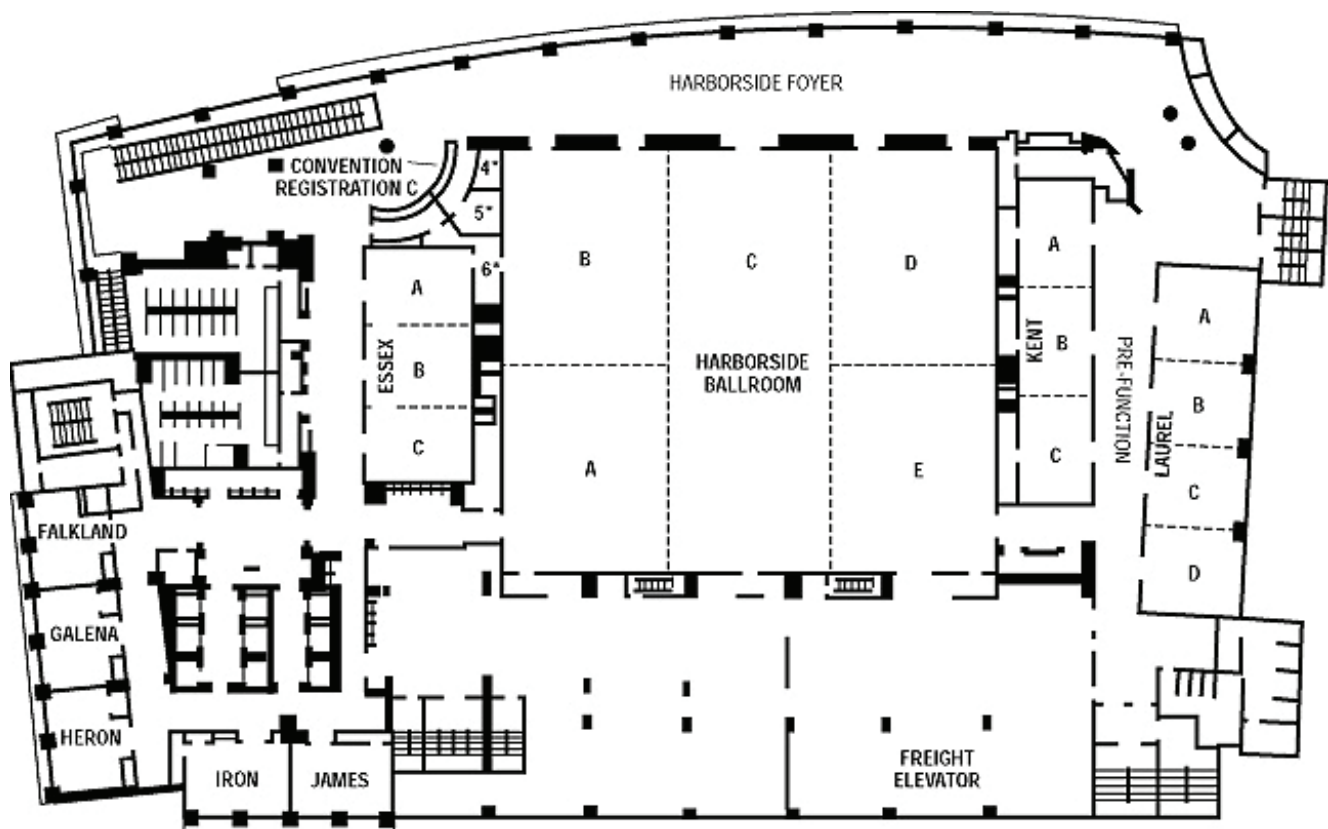 HARBORSIDE FOYER
CONVENTION
REGISTRATION C
4*
5*
6*
A
B
C
ESSEX
B
C
D
A
E
HARBORSIDE
BALLROOM
A
B
C
KENT
PRE-FUNCTION
A
B
C
D
LAUREL
FALKLAND
GALENA
HERON
IRON
JAMES
FREIGHT
ELEVATOR